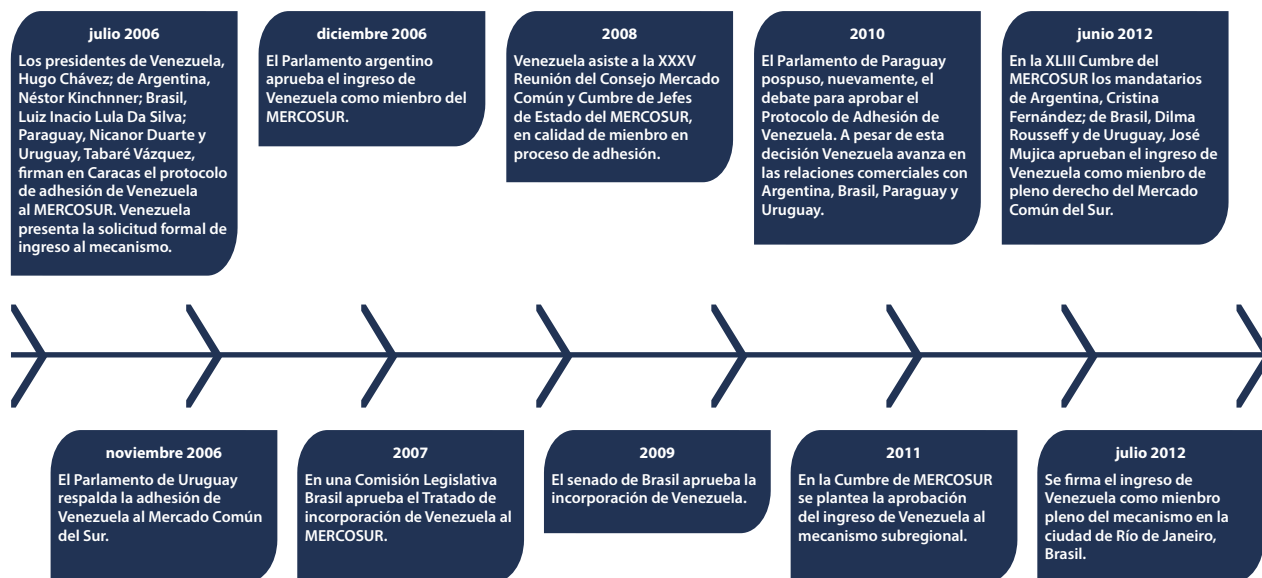 julio 2006
Los presidentes de Venezuela,
Hugo Chávez; de Argentina,
Néstor Kinchnner; Brasil,
Luiz Inacio Lula Da Silva;
Paraguay, Nicanor Duarte y
Uruguay, Tabaré Vázquez,
firman en Caracas el protocolo
de adhesión de Venezuela
al MERCOSUR. Venezuela
presenta la solicitud formal de
ingreso al mecanismo.
diciembre 2006
El Parlamento argentino
aprueba el ingreso de
Venezuela como mienbro del
MERCOSUR.
2008
Venezuela asiste a la XXXV
Reunión del Consejo Mercado
Común y Cumbre de Jefes
de Estado del MERCOSUR,
en calidad de mienbro en
proceso de adhesión.
2010
El Parlamento de Paraguay
pospuso, nuevamente, el
debate para aprobar el
Protocolo de Adhesión de
Venezuela. A pesar de esta
decisión Venezuela avanza en
las relaciones comerciales con
Argentina, Brasil, Paraguay y
Uruguay.
junio 2012
En la XLIII Cumbre del
MERCOSUR los mandatarios
de Argentina, Cristina
Fernández; de Brasil, Dilma
Rousseff y de Uruguay, José
Mujica aprueban el ingreso de
Venezuela como mienbro de
pleno derecho del Mercado
Común del Sur.
noviembre 2006
El Parlamento de Uruguay
respalda la adhesión de
Venezuela al Mercado Común
del Sur.
2007
En una Comisión Legislativa
Brasil aprueba el Tratado de
incorporación de Venezuela al
MERCOSUR.
2009
El senado de Brasil aprueba la
incorporación de Venezuela.
2011
En la Cumbre de MERCOSUR
se plantea la aprobación
del ingreso de Venezuela al
mecanismo subregional.
julio 2012
Se firma el ingreso de
Venezuela como mienbro
pleno del mecanismo en la
ciudad de Río de Janeiro,
Brasil.